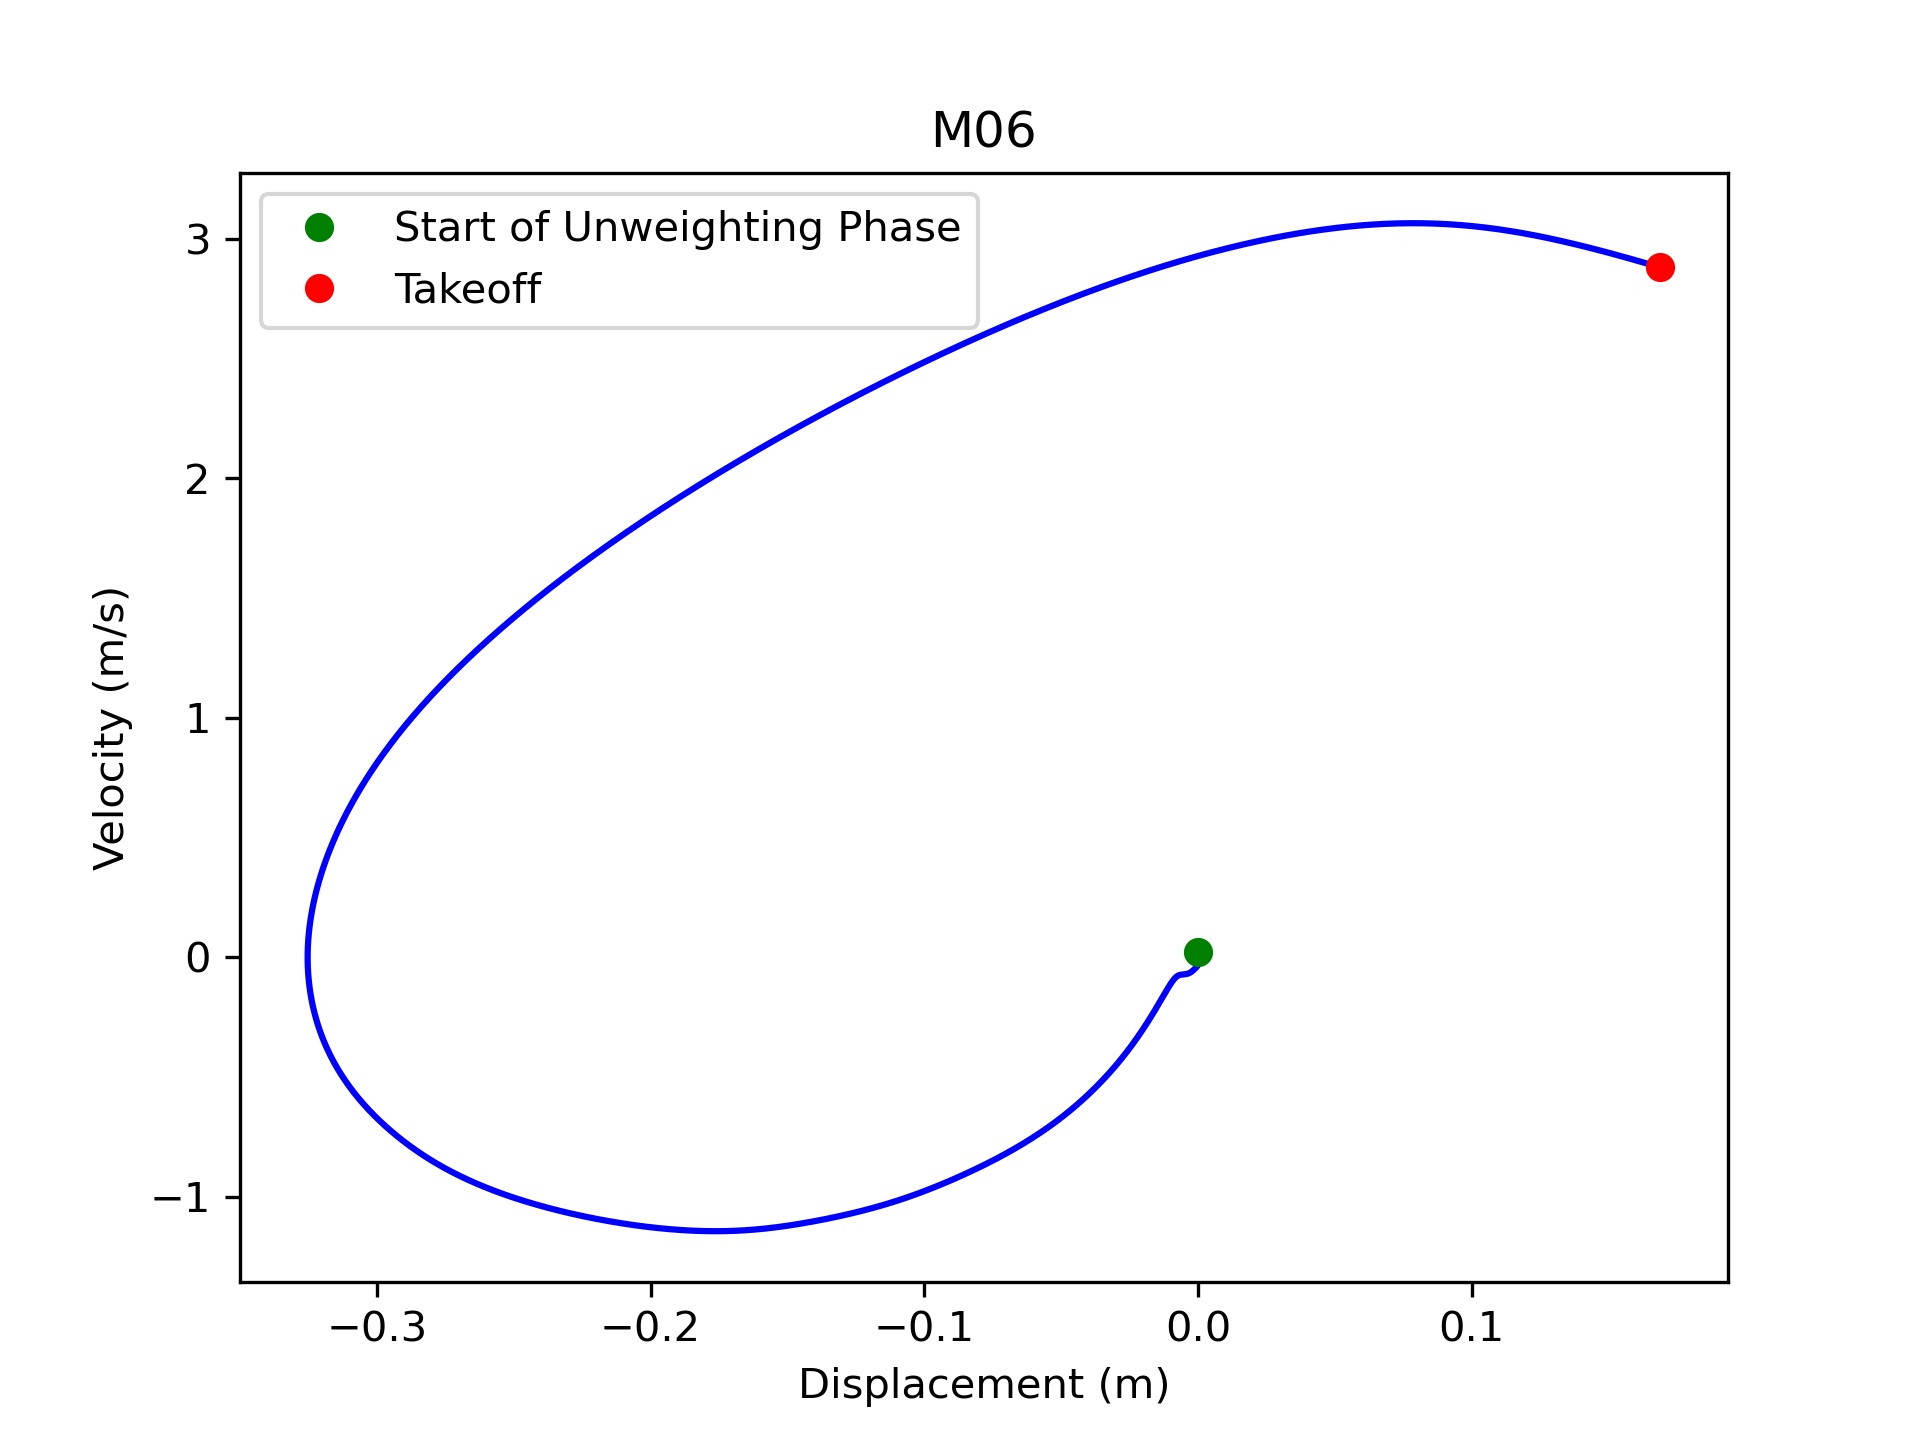 M06
Start of Unweighting Phase
Takeoff
3
2
1
0
−1
Velocity (m/s)
−0.3 −0.2 −0.1 0.0 0.1
Displacement (m)